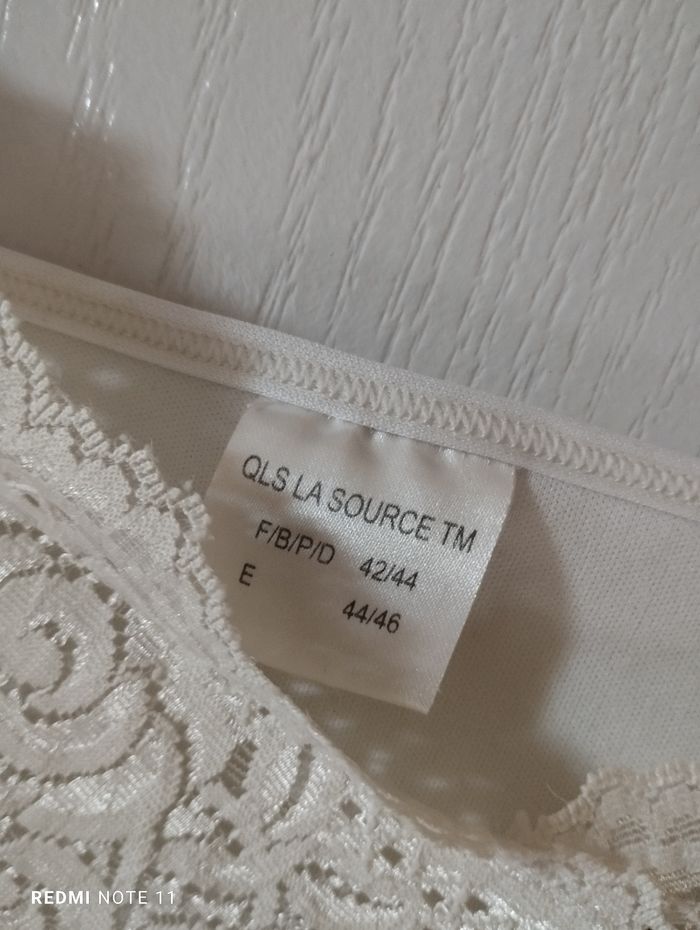 QLS LA SOURCE TM
F/B/P/D 42/44
E 44/46
REDMI NOTE 11